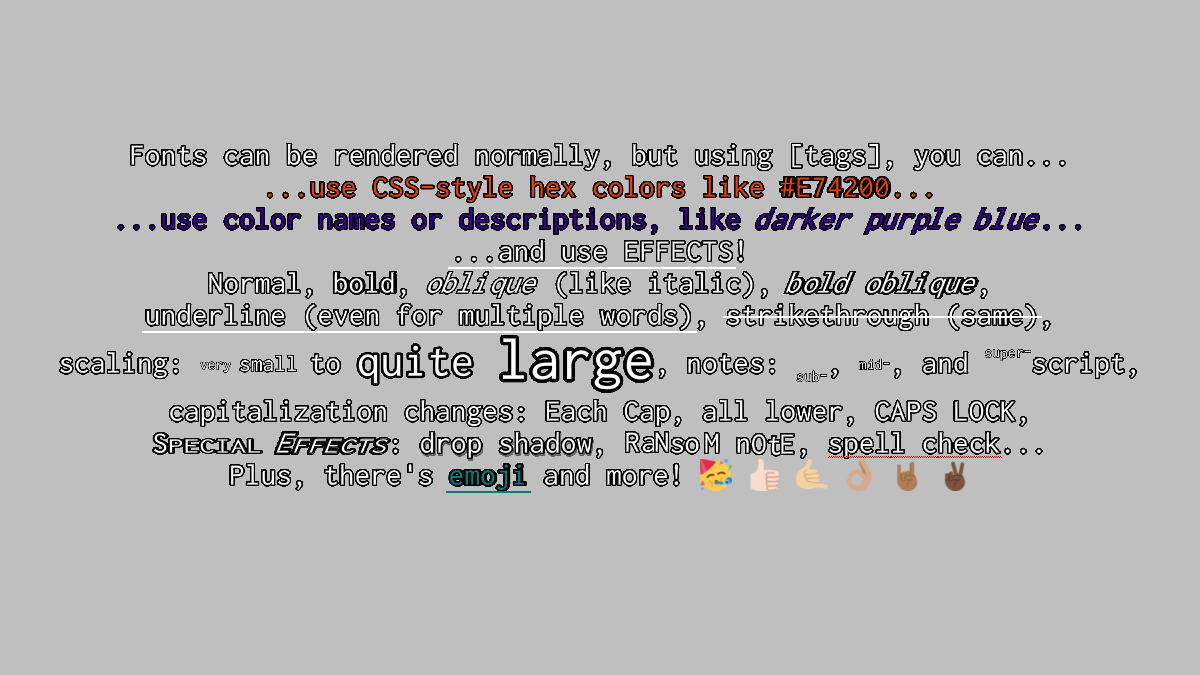 Fonts can be rendered normally, but using [tags], you can...
...use CSS-style hex colors like #E74200...
...use color names or descriptions, like darker purple blue...
...and use EFFECTS!
Normal, bold, oblique (like italic), bold oblique,
underline (even for multiple words), strikethrough (same),
scaling: very small to quite large, notes: sub-, mid-, and super-script,
capitalization changes: Each Cap, all lower, CAPS LOCK,
Special Effects: drop shadow, RaNsoM nOtE, spell check...
Plus, there's emoji and more! 🥳 👍🏻 🤙🏼 👌🏽 🤘🏾 ✌🏿